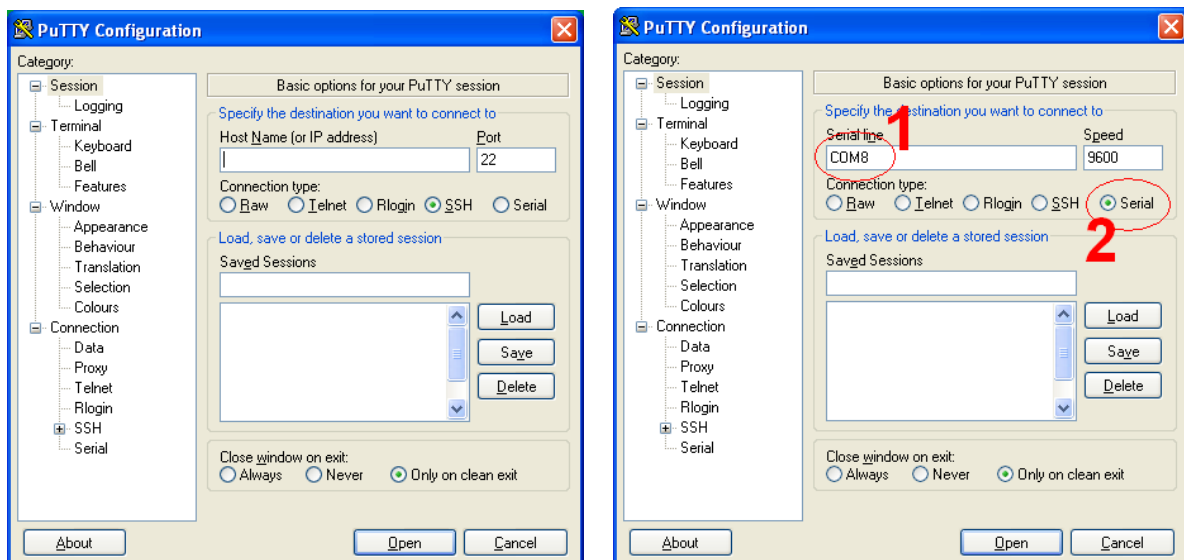 PuTTY Configuration
Category:
Session
Logging
Terminal
Keyboard
Bell
Features
Window
Appearance
Behaviour
Translation
Selection
Colours
Connection
Data
Proxy
Telnet
Rlogin
SSH
Serial
Basic options for your PuTTY session
Specify the destination you want to connect to
Host Name (or IP address) Port
22
Connection type:
Raw Telnet Rlogin SSH Serial
Load, save or delete a stored session
Saved Sessions
Load
Save
Delete
Close window on exit:
Always Never Only on clean exit
About Open Cancel
PuTTY Configuration
Category:
Session
Logging
Terminal
Keyboard
Bell
Features
Window
Appearance
Behaviour
Translation
Selection
Colours
Connection
Data
Proxy
Telnet
Rlogin
SSH
Serial
Basic options for your PuTTY session
Specify the destination you want to connect to
1
Serial line Speed
COM8 9600
Connection type:
Raw Telnet Rlogin SSH Serial
2
Load, save or delete a stored session
Saved Sessions
Load
Save
Delete
Close window on exit:
Always Never Only on clean exit
About Open Cancel